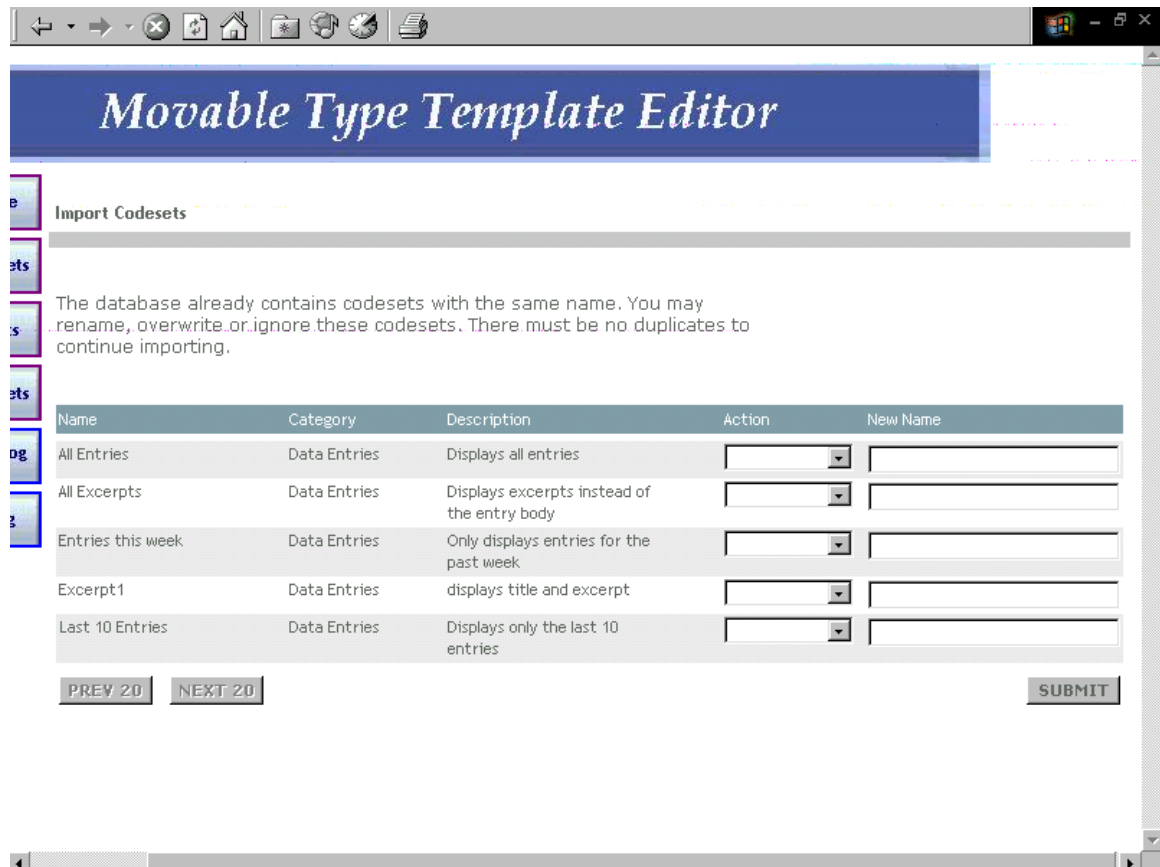 Movable Type Template Editor
e
Import Codesets
ets
The database already contains codesets with the same name. You may
rename, overwrite or ignore these codesets. There must be no duplicates to
continue importing.
s
ets
Name Category Description Action New Name
og
All Entries Data Entries Displays all entries
All Excerpts Data Entries Displays excerpts instead of
the entry body
g
Entries this week Data Entries Only displays entries for the
past week
Excerpt1 Data Entries displays title and excerpt
Last 10 Entries Data Entries Displays only the last 10
entries
PREV 20 NEXT 20 SUBMIT